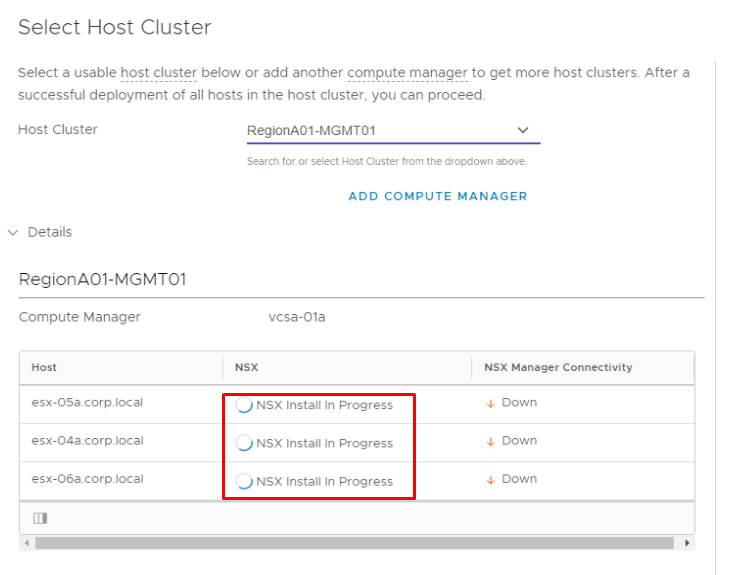 Select Host Cluster
Select a usable host cluster below or add another compute manager to get more host clusters. After a
successful deployment of all hosts in the host cluster, you can proceed.
Host Cluster RegionA01-MGMT01
Search for or select Host Cluster from the dropdown above.
ADD COMPUTE MANAGER
Details
RegionA01-MGMT01
Compute Manager vcsa-01a
Host NSX NSX Manager Connectivity
esx-05a.corp.local NSX Install In Progress Down
esx-04a.corp.local NSX Install In Progress Down
esx-06a.corp.local NSX Install In Progress Down